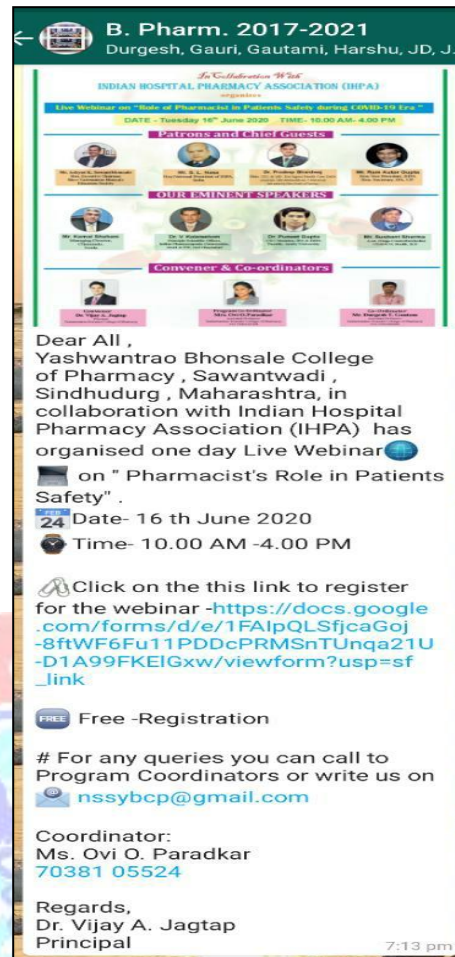 B. Pharm. 2017-2021
Durgesh, Gauri, Gautami, Harshu, JD, J.
In Collaboration With
INDIAN HOSPITAL PHARMACY ASSOCIATION (IHPA)
organizes
Live Webinar on "Role of Pharmacist in Patients Safety during COVID-19 Era "
DATE - Tuesday 16th June 2020 TIME- 10.00 AM- 4.00 PM
Patrons and Chief Guests
OUR EMINENT SPEAKERS
Convener & Co-ordinators
Dr. Vijay A. Jagtap
Dear All ,
Yashwantrao Bhonsale College
of Pharmacy , Sawantwadi ,
Sindhudurg , Maharashtra, in
collaboration with Indian Hospital
Pharmacy Association (IHPA) has
organised one day Live Webinar
on " Pharmacist's Role in Patients
Safety" .
FEB
24 Date- 16 th June 2020
Time- 10.00 AM -4.00 PM
Click on the this link to register
for the webinar -https://docs.google
.com/forms/d/e/1FAIpQLSfjcaGoj
-8ftWF6Fu11PDDcPRMSnTUnqa21U
-D1A99FKElGxw/viewform?usp=sf
_link
FREE Free -Registration
# For any queries you can call to
Program Coordinators or write us on
nssybcp@gmail.com
Coordinator:
Ms. Ovi O. Paradkar
70381 05524
Regards,
Dr. Vijay A. Jagtap
Principal
7:13 pm